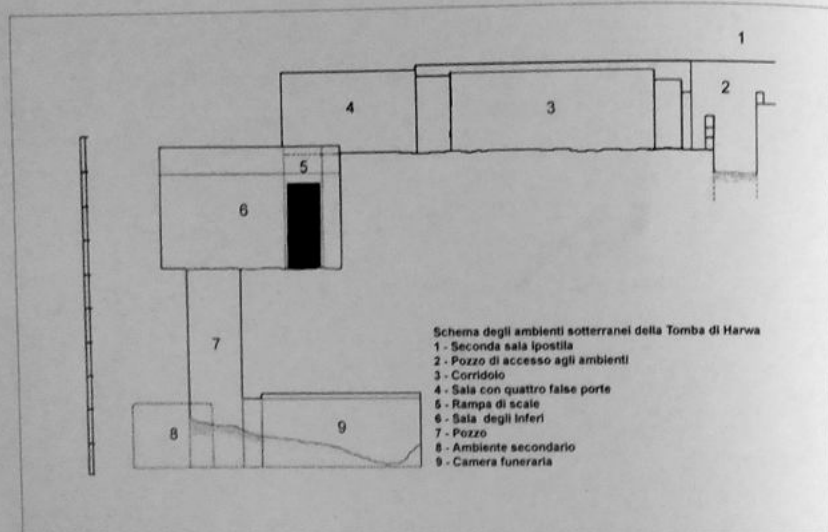 1
2
4
3
5
6
7
8
9
Schema degli ambienti sotterranei della Tomba di Harwa
1 - Seconda sala ipostila
2 - Pozzo di accesso agli ambienti
3 - Corridoio
4 - Sala con quattro false porte
5 - Rampa di scale
6 - Sala degli Inferi
7 - Pozzo
8 - Ambiente secondario
9 - Camera funeraria